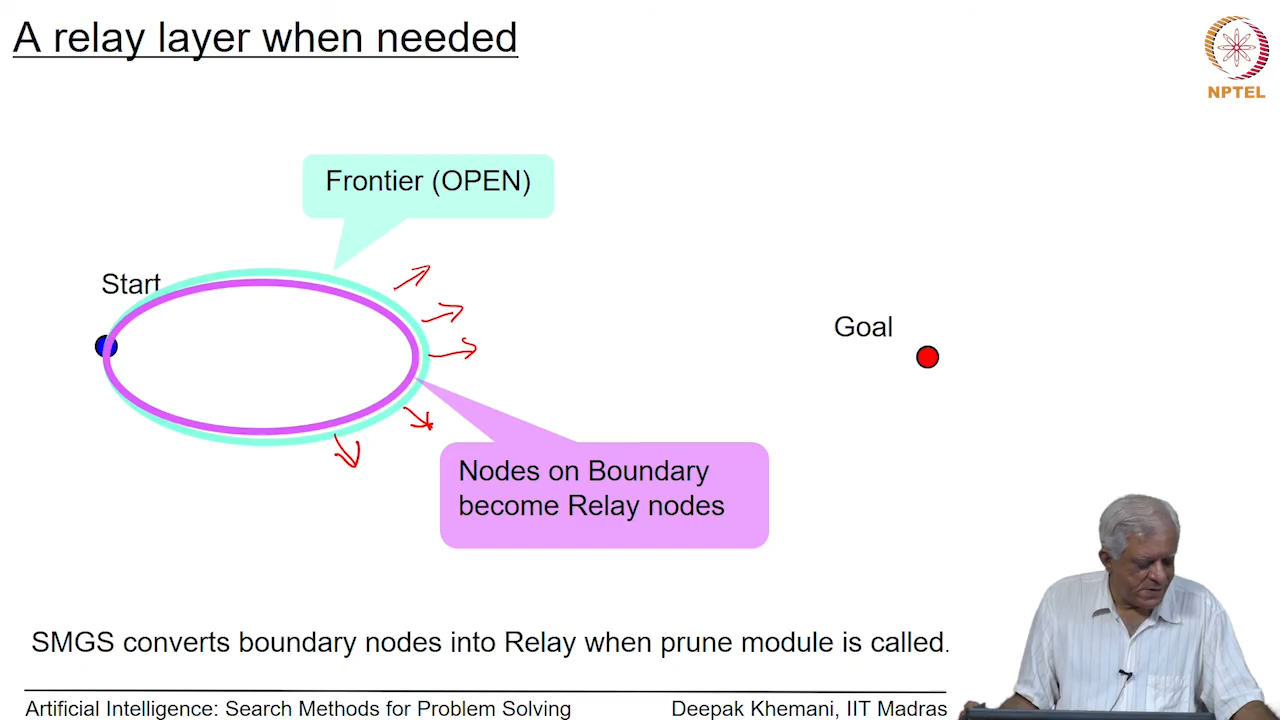 A relay layer when needed
NPTEL
Frontier (OPEN)
Start
Goal
Nodes on Boundary
become Relay nodes
SMGS converts boundary nodes into Relay when prune module is called.
Artificial Intelligence: Search Methods for Problem Solving
Deepak Khemani, IIT Madras